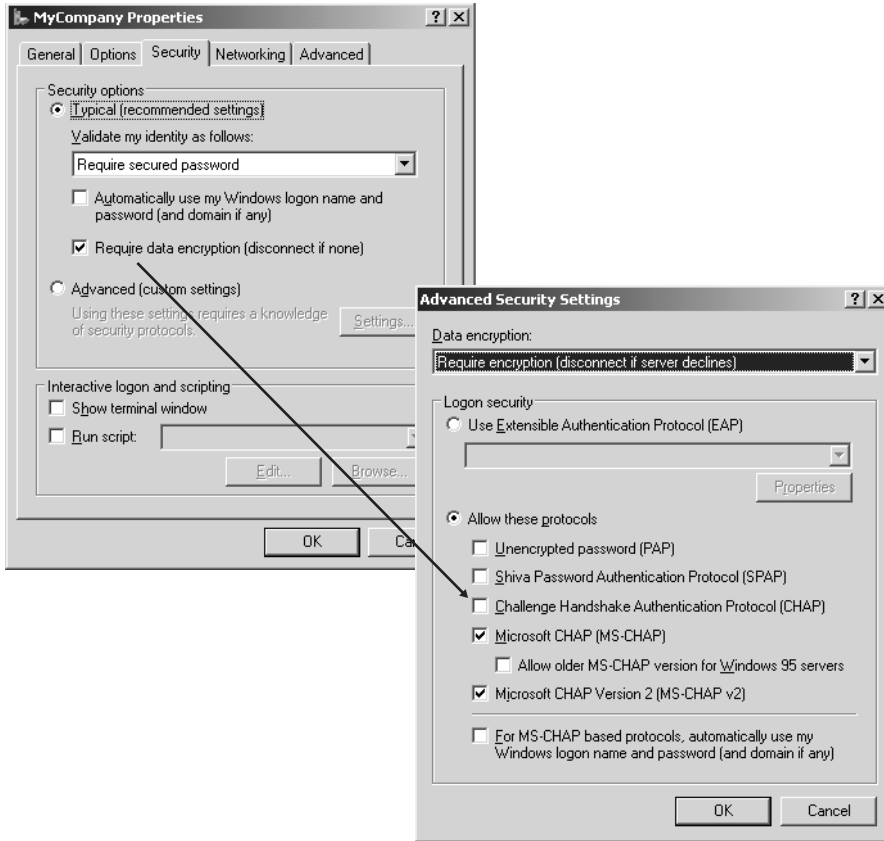 MyCompany Properties
General
Options
Security
Networking
Advanced
Security options
Typical (recommended settings)
Validate my identity as follows:
Require secured password
Automatically use my Windows logon name and
password (and domain if any)
Require data encryption (disconnect if none)
Advanced (custom settings)
Using these settings requires a knowledge
of security protocols.
Settings...
Interactive logon and scripting
Show terminal window
Run script:
Edit...
Browse...
OK
Ca
Advanced Security Settings
Data encryption:
Require encryption (disconnect if server declines)
Logon security
Use Extensible Authentication Protocol (EAP)
Properties
Allow these protocols
Unencrypted password (PAP)
Shiva Password Authentication Protocol (SPAP)
Challenge Handshake Authentication Protocol (CHAP)
Microsoft CHAP (MS-CHAP)
Allow older MS-CHAP version for Windows 95 servers
Microsoft CHAP Version 2 (MS-CHAP v2)
For MS-CHAP based protocols, automatically use my
Windows logon name and password (and domain if any)
OK
Cancel